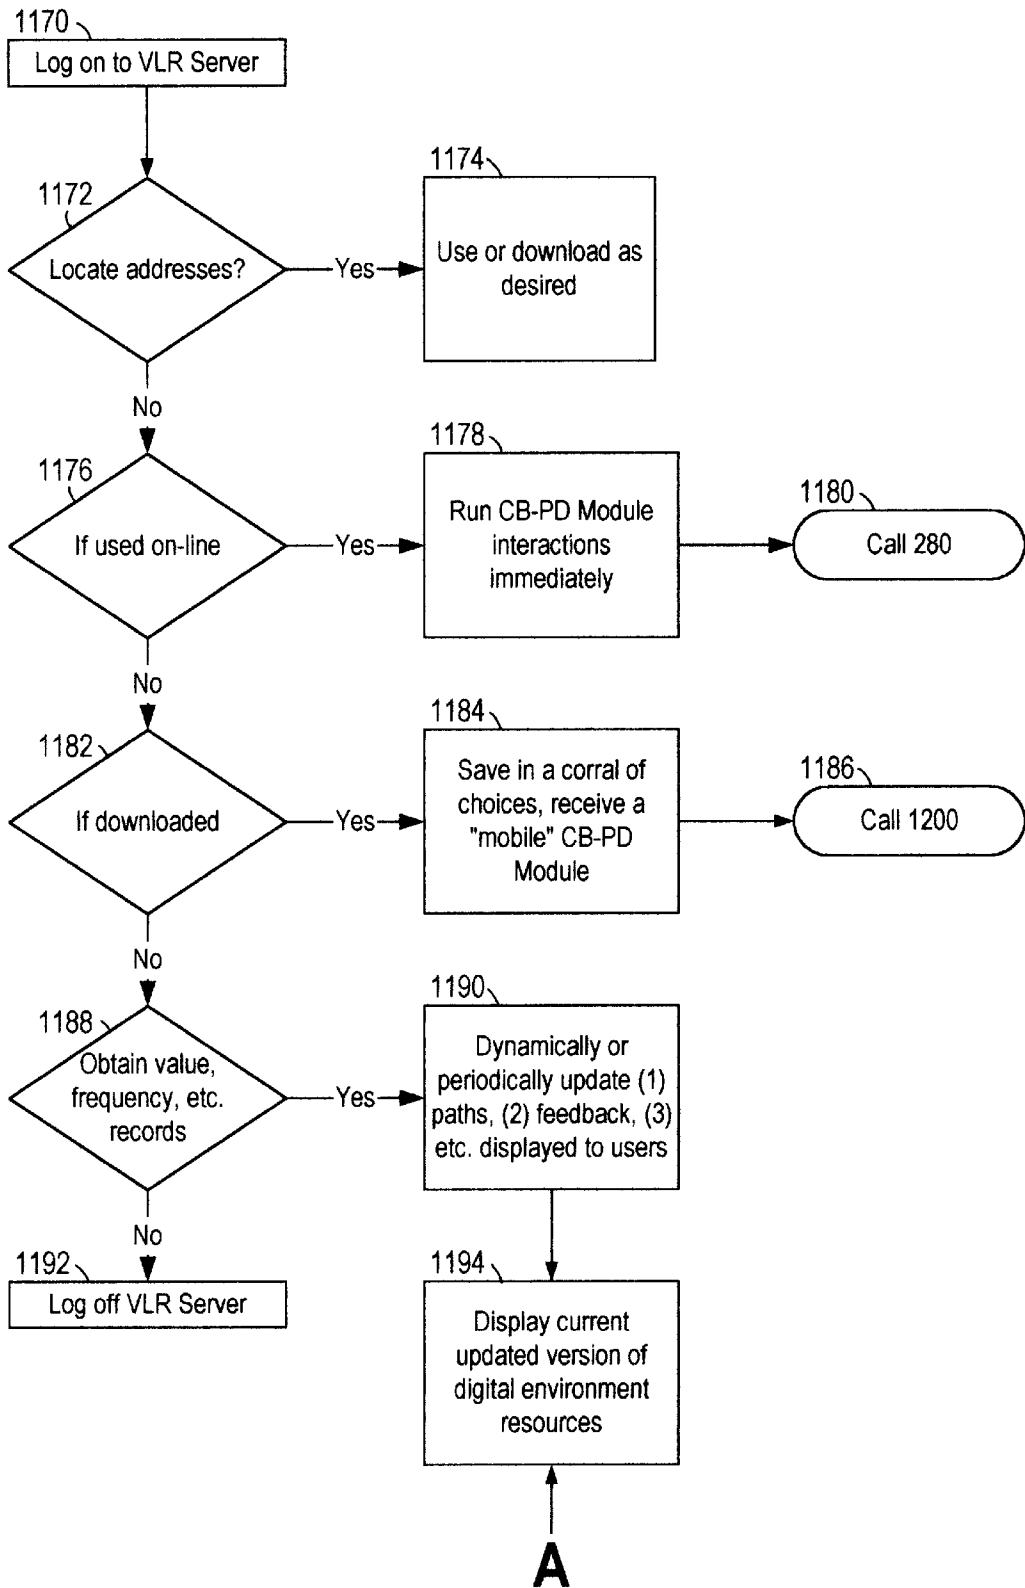 1170
Log on to VLR Server
1172
Locate addresses?
Yes
1174
Use or download as
desired
No
1176
If used on-line
Yes
1178
Run CB-PD Module
interactions
immediately
1180
Call 280
No
1182
If downloaded
Yes
1184
Save in a corral of
choices, receive a
"mobile" CB-PD
Module
1186
Call 1200
No
1188
Obtain value,
frequency, etc.
records
Yes
1190
Dynamically or
periodically update (1)
paths, (2) feedback, (3)
etc. displayed to users
No
1192
Log off VLR Server
1194
Display current
updated version of
digital environment
resources
A